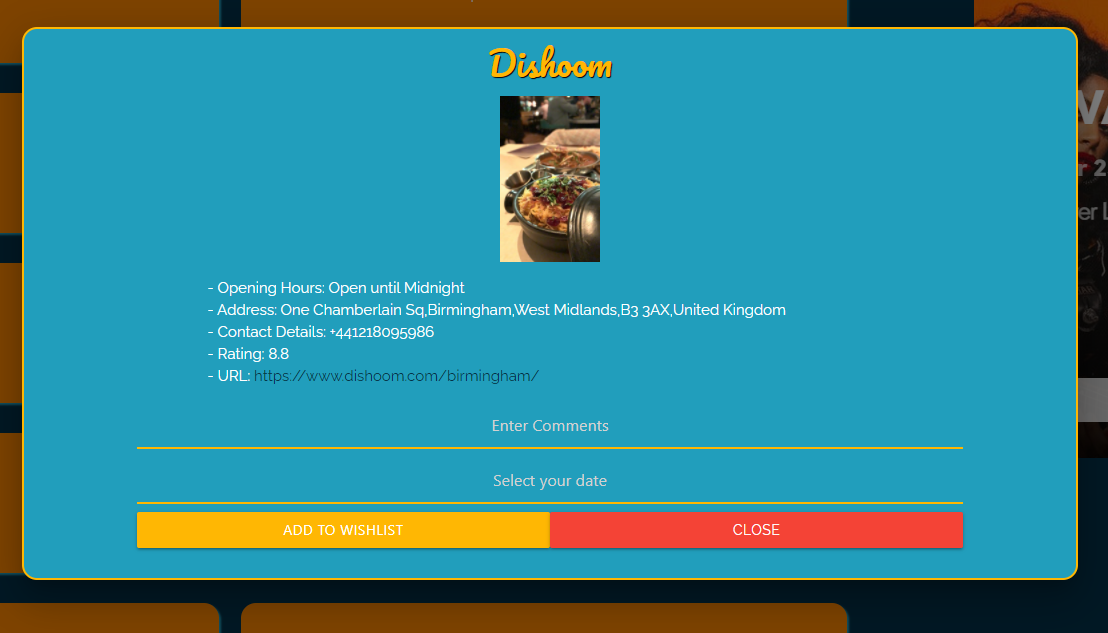 Dishoom
- Opening Hours: Open until Midnight
- Address: One Chamberlain Sq,Birmingham,West Midlands,B3 3AX,United Kingdom
- Contact Details: +441218095986
- Rating: 8.8
- URL: https://www.dishoom.com/birmingham/
Enter Comments
Select your date
ADD TO WISHLIST
CLOSE